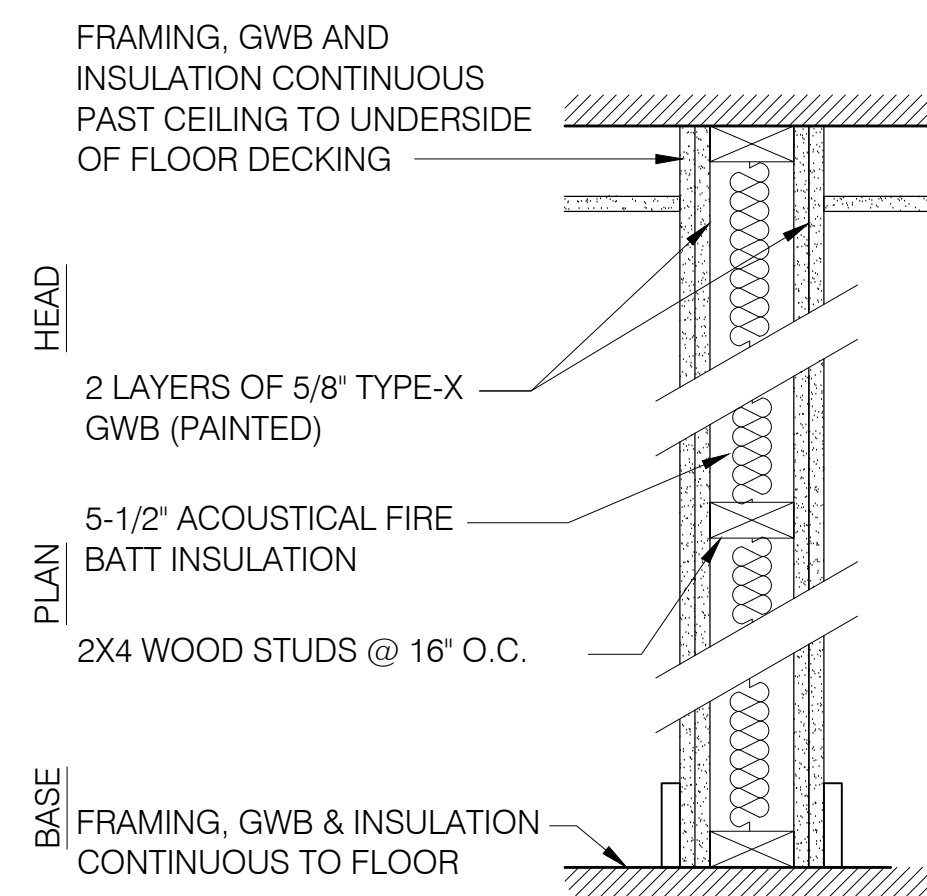 FRAMING, GWB AND
INSULATION CONTINUOUS
PAST CEILING TO UNDERSIDE
OF FLOOR DECKING
HEAD
2 LAYERS OF 5/8" TYPE-X
GWB (PAINTED)
5-1/2" ACOUSTICAL FIRE
BATT INSULATION
PLAN
2X4 WOOD STUDS @ 16" O.C.
BASE
FRAMING, GWB & INSULATION
CONTINUOUS TO FLOOR